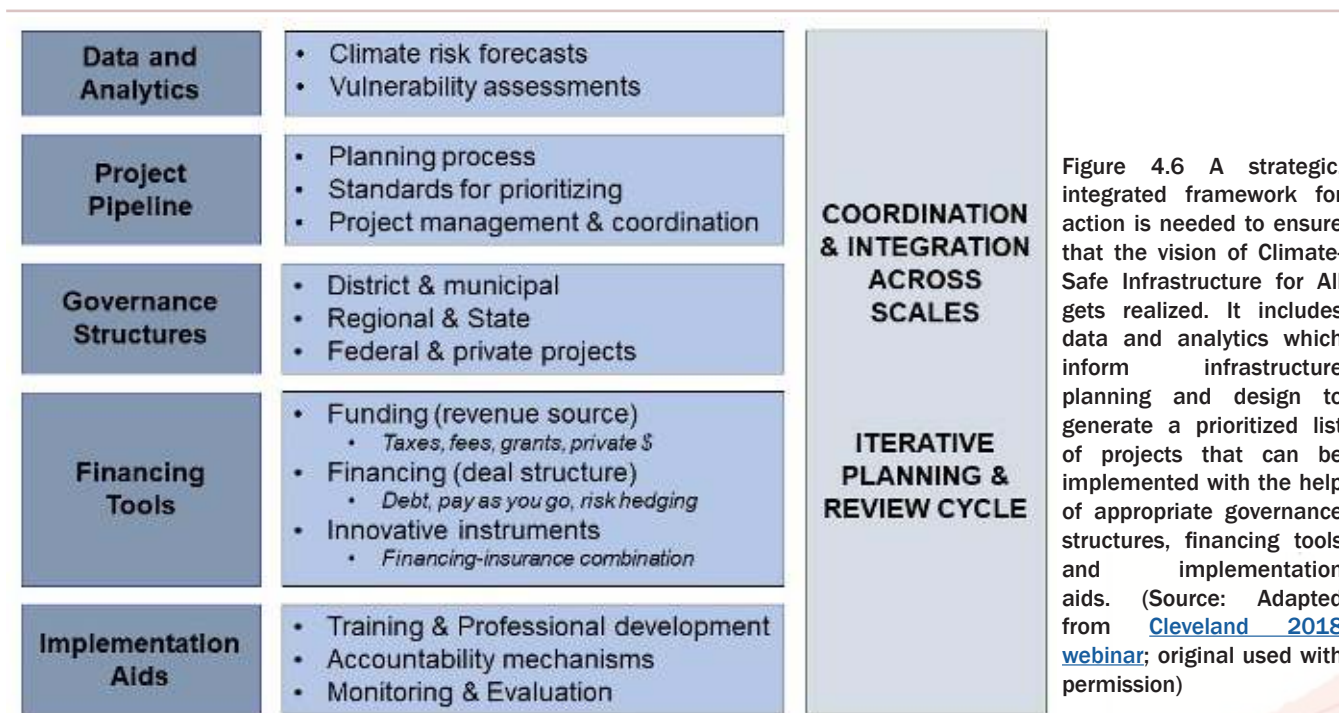 Data and
Analytics
• Climate risk forecasts
• Vulnerability assessments
Project
Pipeline
• Planning process
• Standards for prioritizing
• Project management & coordination
Governance
Structures
• District & municipal
• Regional & State
• Federal & private projects
Financing
Tools
• Funding (revenue source)
• Taxes, fees, grants, private $
• Financing (deal structure)
• Debt, pay as you go, risk hedging
• Innovative instruments
• Financing-insurance combination
Implementation
Aids
• Training & Professional development
• Accountability mechanisms
• Monitoring & Evaluation
COORDINATION
& INTEGRATION
ACROSS
SCALES
ITERATIVE
PLANNING &
REVIEW CYCLE
Figure 4.6 A strategic,
integrated framework for
action is needed to ensure
that the vision of Climate-
Safe Infrastructure for All
gets realized. It includes
data and analytics which
inform infrastructure
planning and design to
generate a prioritized list
of projects that can be
implemented with the help
of appropriate governance
structures, financing tools
and implementation
aids. (Source: Adapted
from Cleveland 2018
webinar; original used with
permission)